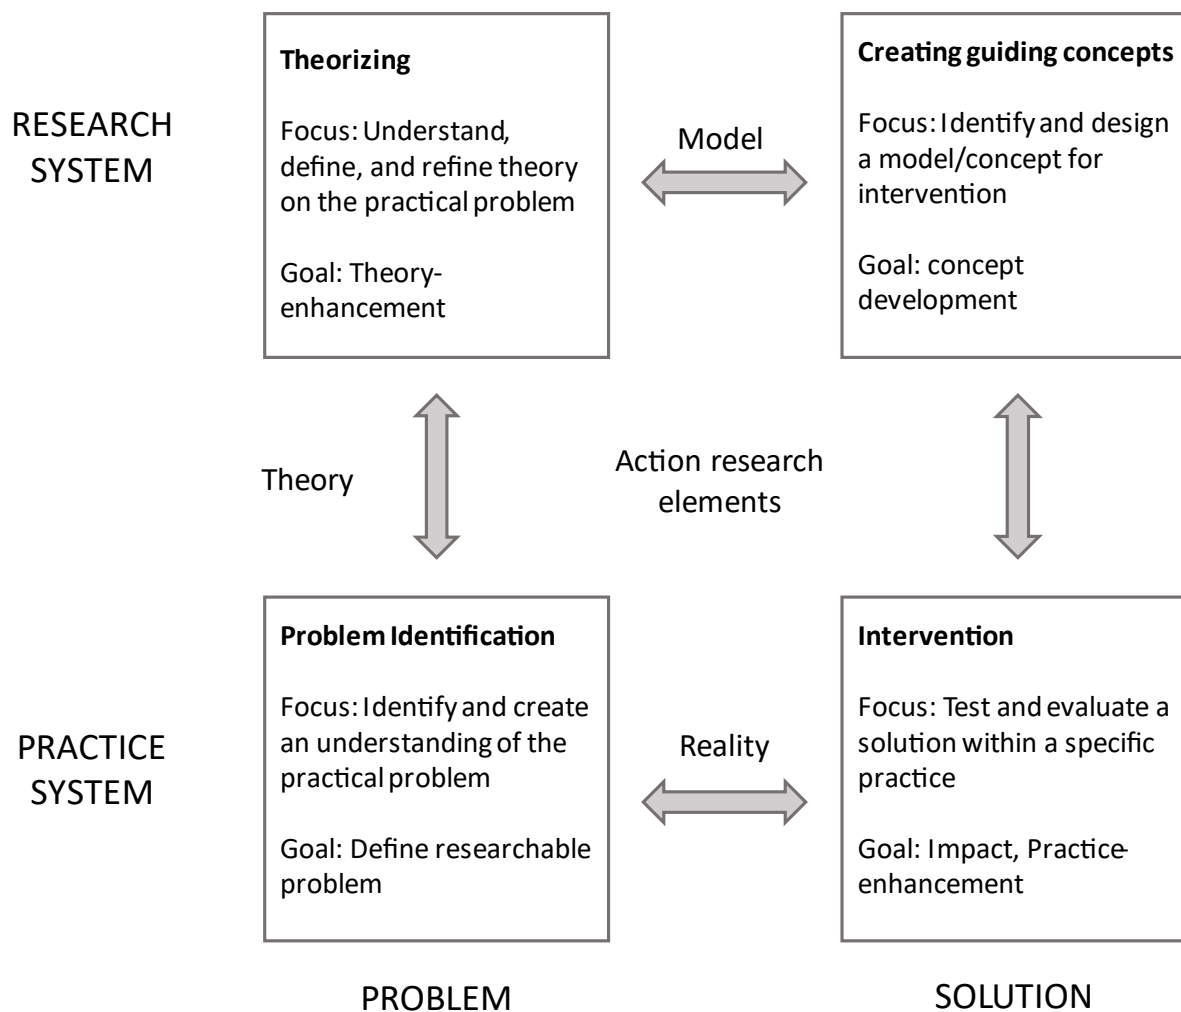 RESEARCH
SYSTEM
Theorizing
Focus: Understand,
define, and refine theory
on the practical problem
Goal: Theory-
enhancement
Model
Creating guiding concepts
Focus: Identify and design
a model/concept for
intervention
Goal: concept
development
Theory
Action research
elements
PRACTICE
SYSTEM
Problem Identification
Focus: Identify and create
an understanding of the
practical problem
Goal: Define researchable
problem
Reality
Intervention
Focus: Test and evaluate a
solution within a specific
practice
Goal: Impact, Practice-
enhancement
PROBLEM
SOLUTION